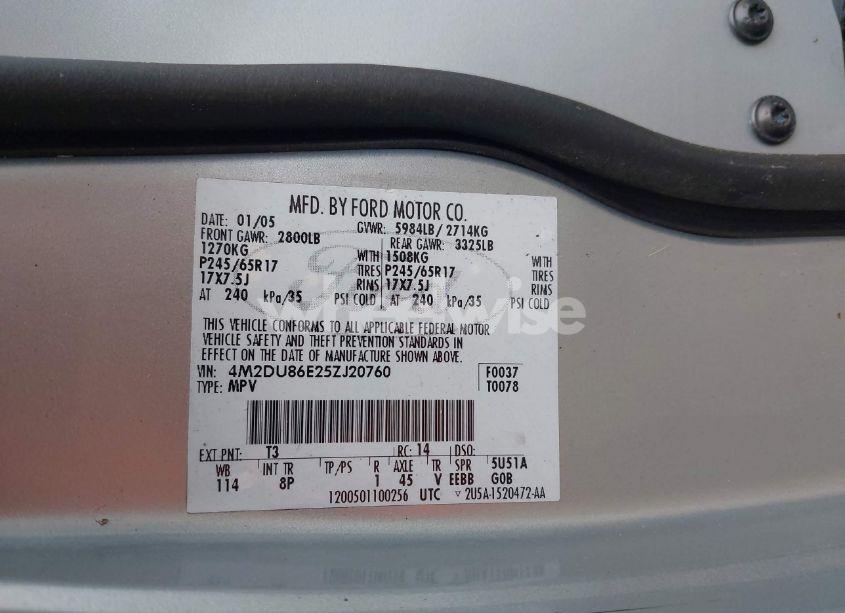 MFD. BY FORD MOTOR CO.
DATE: 01/05 GVWR: 5984LB/ 2714KG
FRONT GAWR: 2800LB REAR GAWR: 3325LB
1270KG WITH 1508KG WITH
P245/65R17 TIRES P245/65R17 TIRES
17X7.5J RINS 17X7.5J RINS
AT 240 kPa/35 PSI COLD AT 240 kPa/35 PSI COLD
wheelwise
THIS VEHICLE CONFORMS TO ALL APPLICABLE FEDERAL MOTOR
VEHICLE SAFETY AND THEFT PREVENTION STANDARDS IN
EFFECT ON THE DATE OF MANUFACTURE SHOWN ABOVE.
VIN: 4M2DU86E25ZJ20760 F0037
TYPE: MPV T0078
EXT PNT: T3 RC: 14 DSO:
WB INT TR TP/PS R AXLE TR SPR 5U51A
114 8P 1 45 V EEBB GOB
1200501100256 UTC ▽ 2U5A-1520472-AA